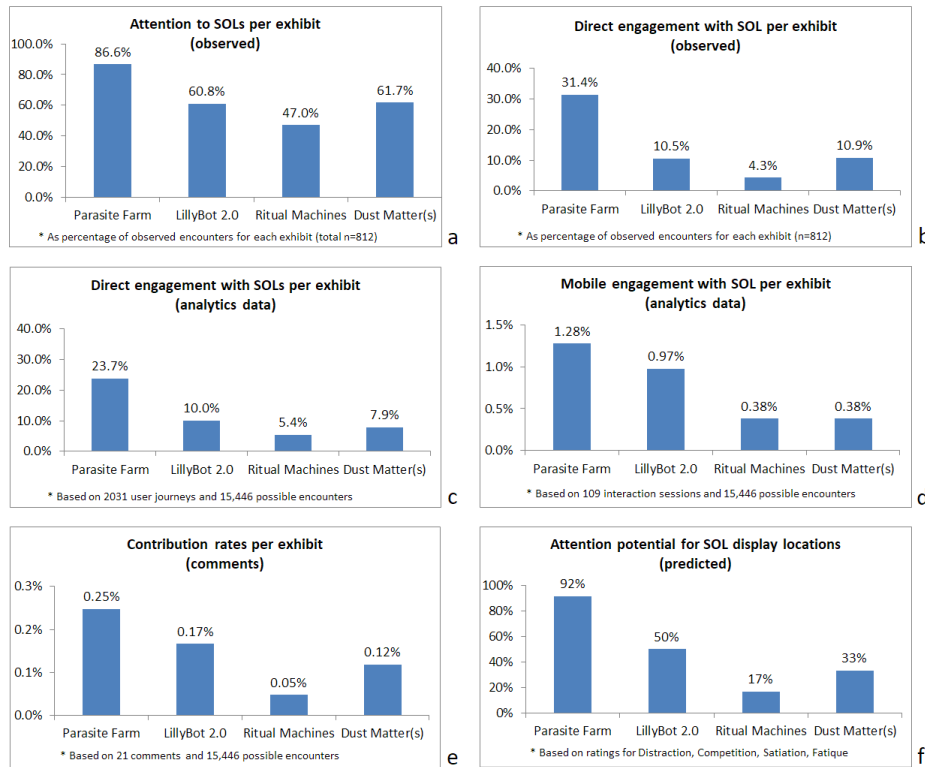 Attention to SOLs per exhibit
(observed)
100.0%
80.0%
60.0%
40.0%
20.0%
0.0%
86.6%
60.8%
47.0%
61.7%
Parasite Farm LillyBot 2.0 Ritual Machines Dust Matter(s)
* As percentage of observed encounters for each exhibit (total n=812)
a
Direct engagement with SOL per exhibit
(observed)
40.0%
30.0%
20.0%
10.0%
0.0%
31.4%
10.5%
4.3%
10.9%
Parasite Farm LillyBot 2.0 Ritual Machines Dust Matter(s)
* As percentage of observed encounters for each exhibit (n=812)
b
Direct engagement with SOLs per exhibit
(analytics data)
40.0%
30.0%
20.0%
10.0%
0.0%
23.7%
10.0%
5.4%
7.9%
Parasite Farm LillyBot 2.0 Ritual Machines Dust Matter(s)
* Based on 2031 user journeys and 15,446 possible encounters
c
Mobile engagement with SOL per exhibit
(analytics data)
1.5%
1.0%
0.5%
0.0%
1.28%
0.97%
0.38%
0.38%
Parasite Farm LillyBot 2.0 Ritual Machines Dust Matter(s)
* Based on 109 interaction sessions and 15,446 possible encounters
d
Contribution rates per exhibit
(comments)
0.3%
0.2%
0.1%
0.0%
0.25%
0.17%
0.05%
0.12%
Parasite Farm LillyBot 2.0 Ritual Machines Dust Matter(s)
* Based on 21 comments and 15,446 possible encounters
e
Attention potential for SOL display locations
(predicted)
100%
80%
60%
40%
20%
0%
92%
50%
17%
33%
Parasite Farm LillyBot 2.0 Ritual Machines Dust Matter(s)
* Based on ratings for Distraction, Competition, Satiation, Fatique
f